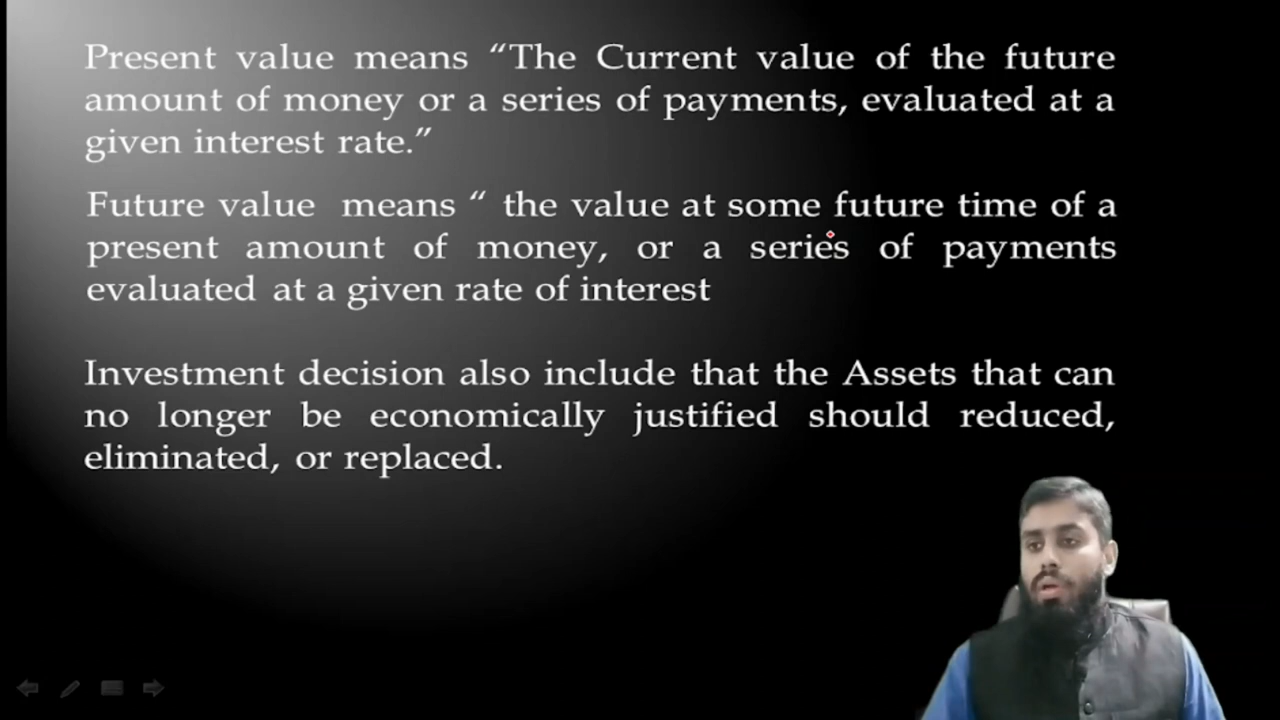 Present value means “The Current value of the future
amount of money or a series of payments, evaluated at a
given interest rate.”
Future value means “ the value at some future time of a
present amount of money, or a series of payments
evaluated at a given rate of interest
Investment decision also include that the Assets that can
no longer be economically justified should reduced,
eliminated, or replaced.